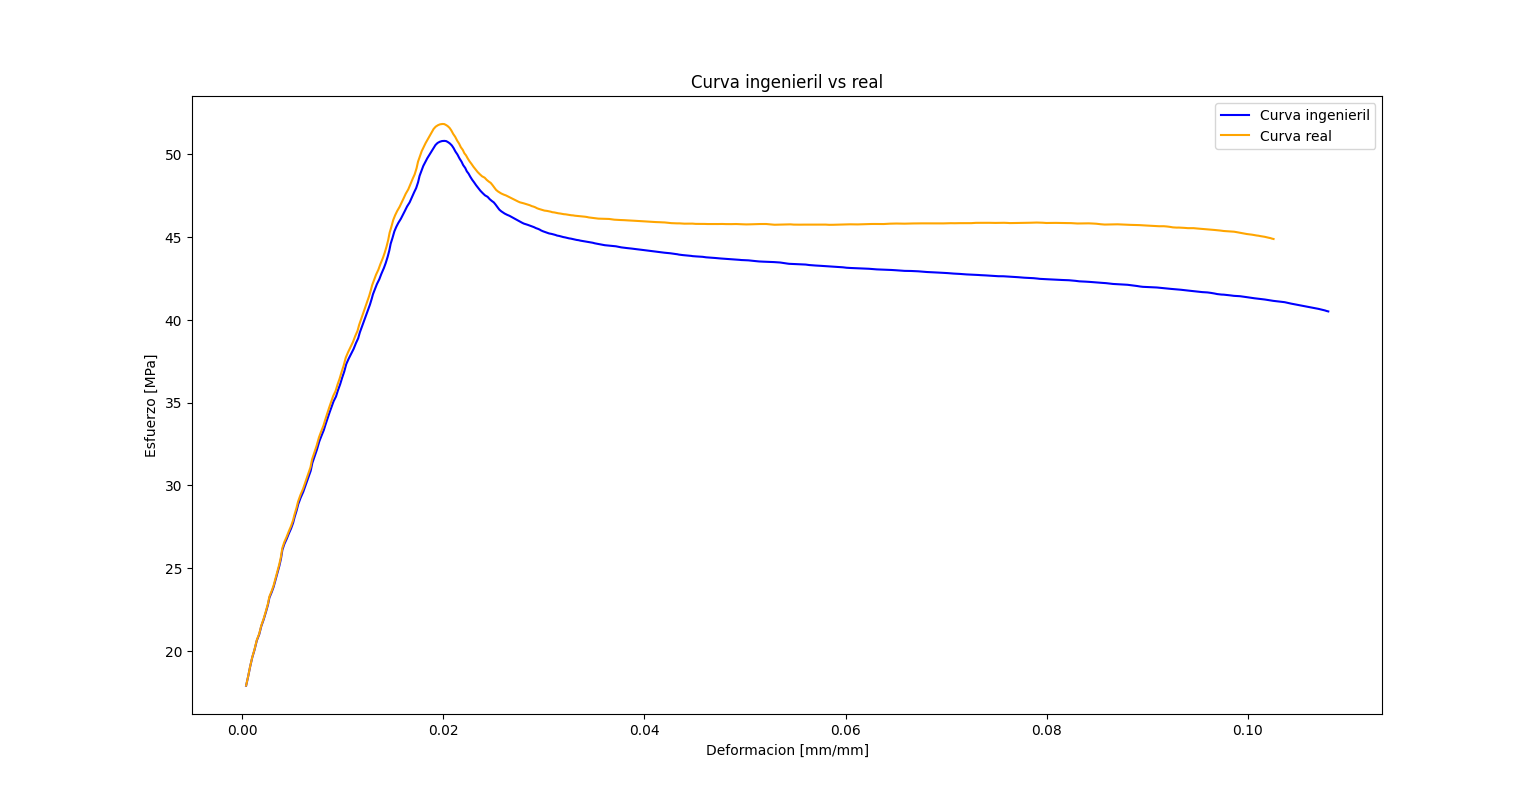 Curva ingenieril vs real
Curva ingenieril
Curva real
50
45
40
35
30
25
20
Esfuerzo [MPa]
0.00
0.02
0.04
0.06
0.08
0.10
Deformacion [mm/mm]